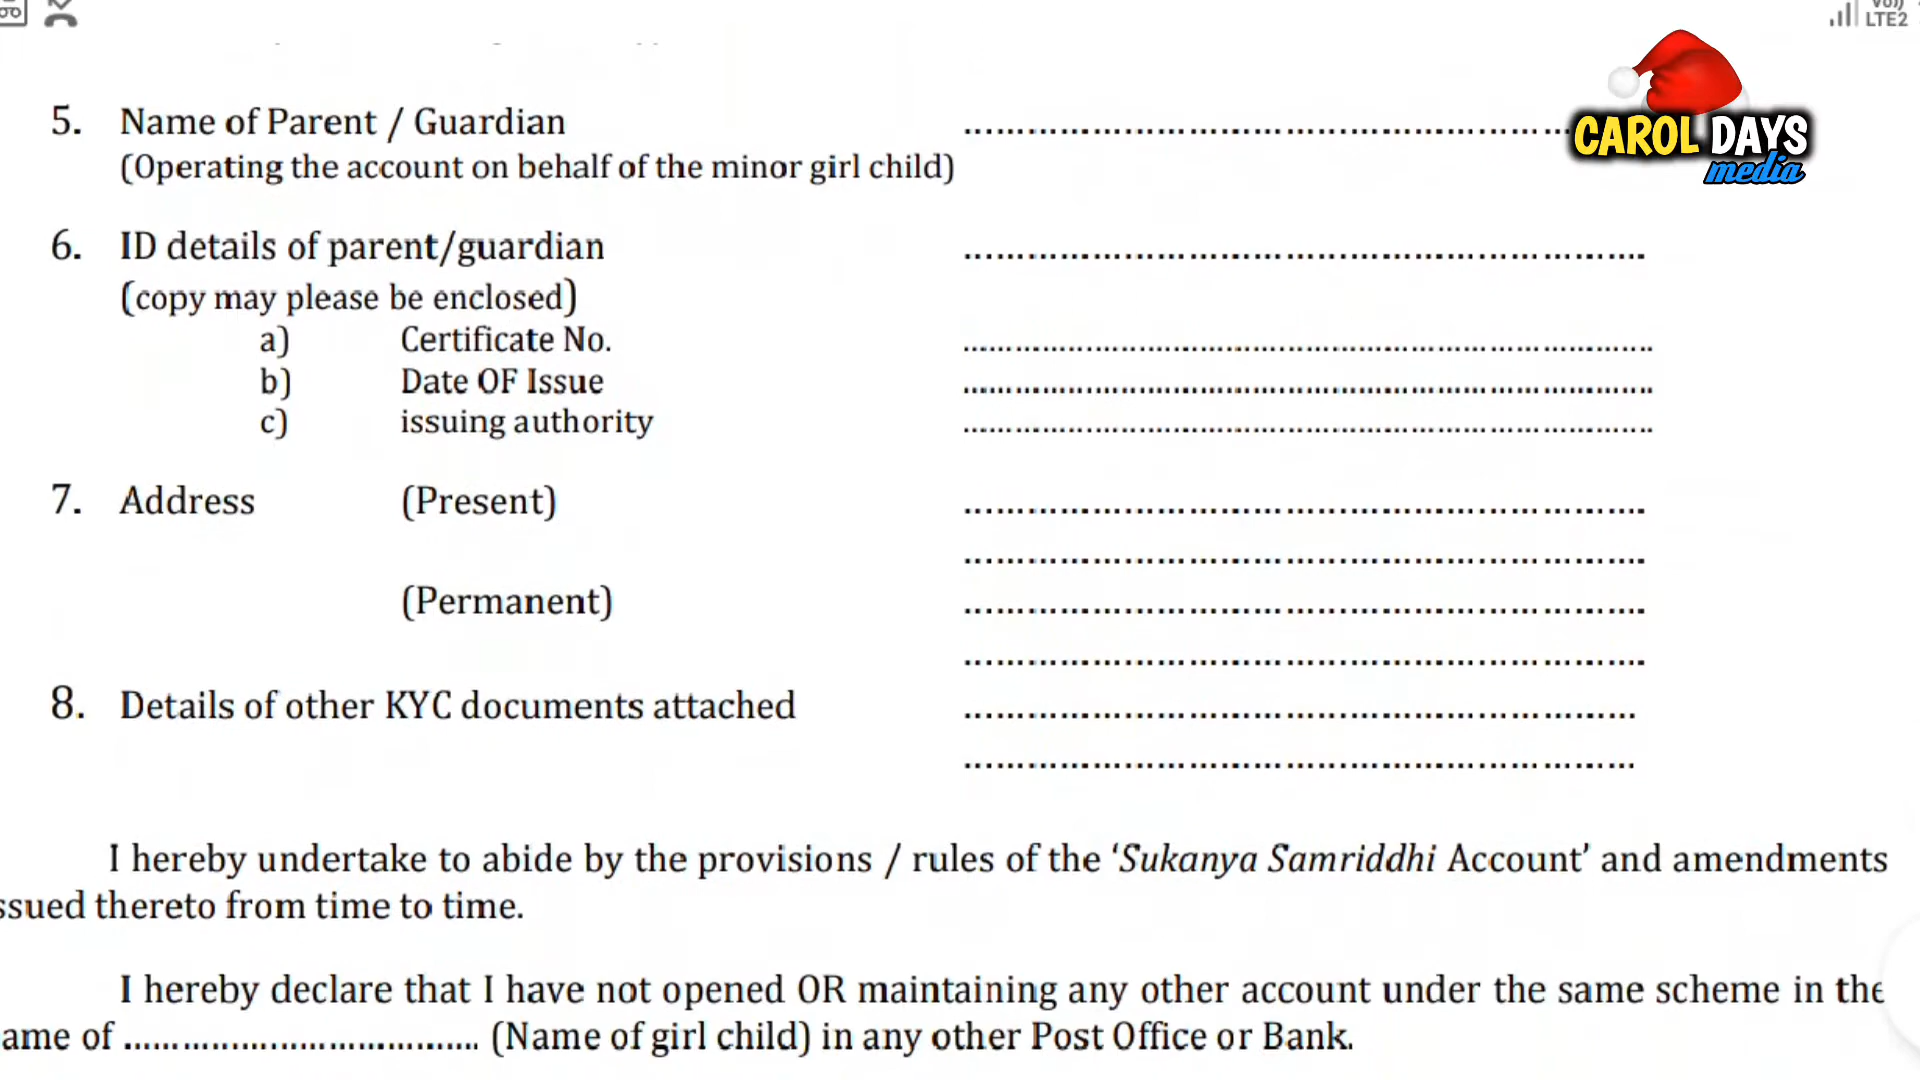 LTE2
CAROL DAYS
media
5. Name of Parent / Guardian ..........................................................
(Operating the account on behalf of the minor girl child)
6. ID details of parent/guardian ..........................................................
(copy may please be enclosed)
a) Certificate No. ..........................................................
b) Date OF Issue ..........................................................
c) issuing authority ..........................................................
7. Address (Present) ..........................................................
..........................................................
(Permanent) ..........................................................
..........................................................
8. Details of other KYC documents attached ..........................................................
..........................................................
I hereby undertake to abide by the provisions / rules of the ‘Sukanya Samriddhi Account’ and amendments
ssued thereto from time to time.
I hereby declare that I have not opened OR maintaining any other account under the same scheme in the
ame of .................................... (Name of girl child) in any other Post Office or Bank.